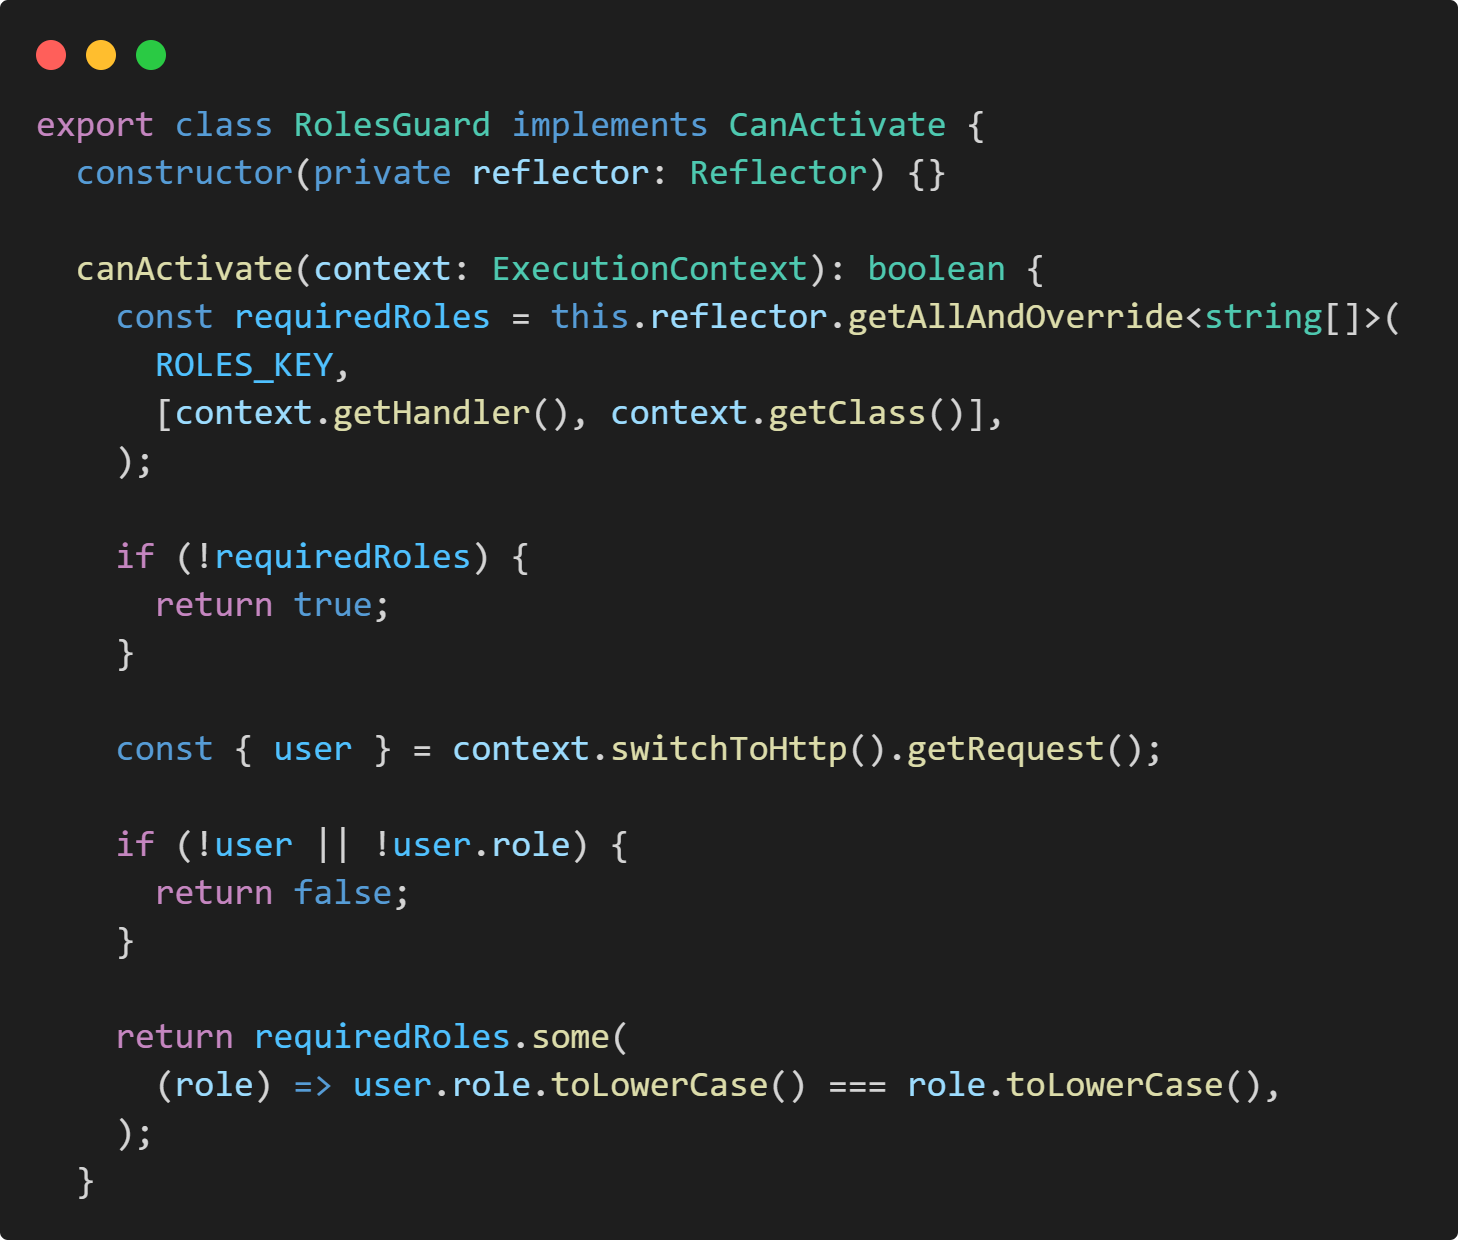 export class RolesGuard implements CanActivate {
  constructor(private reflector: Reflector) {}

  canActivate(context: ExecutionContext): boolean {
    const requiredRoles = this.reflector.getAllAndOverride<string[]>(
      ROLES_KEY,
      [context.getHandler(), context.getClass()],
    );

    if (!requiredRoles) {
      return true;
    }

    const { user } = context.switchToHttp().getRequest();

    if (!user || !user.role) {
      return false;
    }

    return requiredRoles.some(
      (role) => user.role.toLowerCase() === role.toLowerCase(),
    );
  }